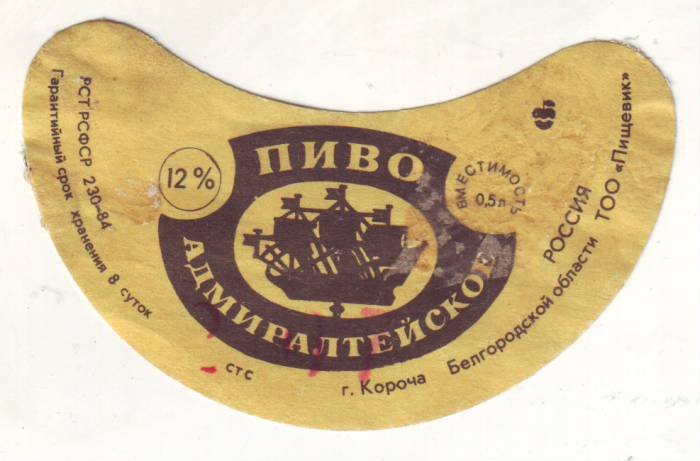 РСТ РСФСР 230-84
Гарантийный срок хранения 8 суток
12 %
ПИВО
АДМИРАЛТЕЙСКОЕ
ВМЕСТИМОСТЬ
0,5 л
РОССИЯ
ТОО «Пищевик»
г. Короча Белгородской области
стс